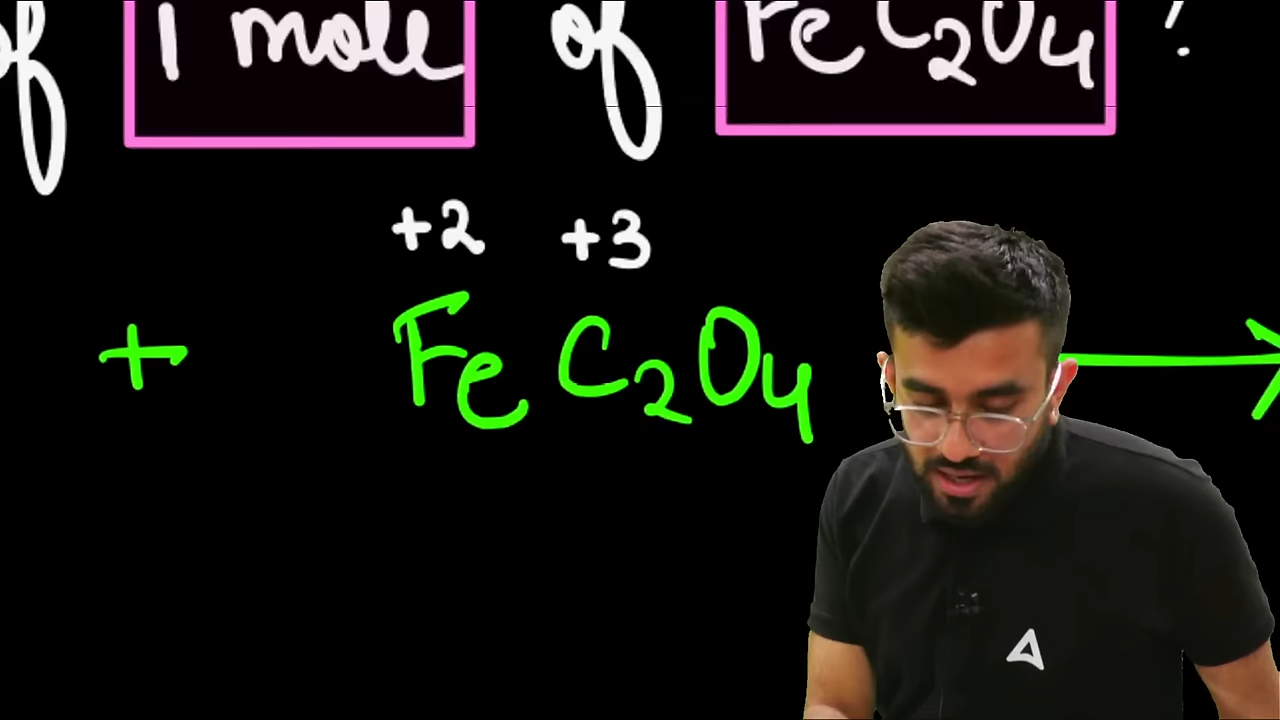 of 1 mole of FeC2O4 ?
+2 +3
+ FeC2O4 →